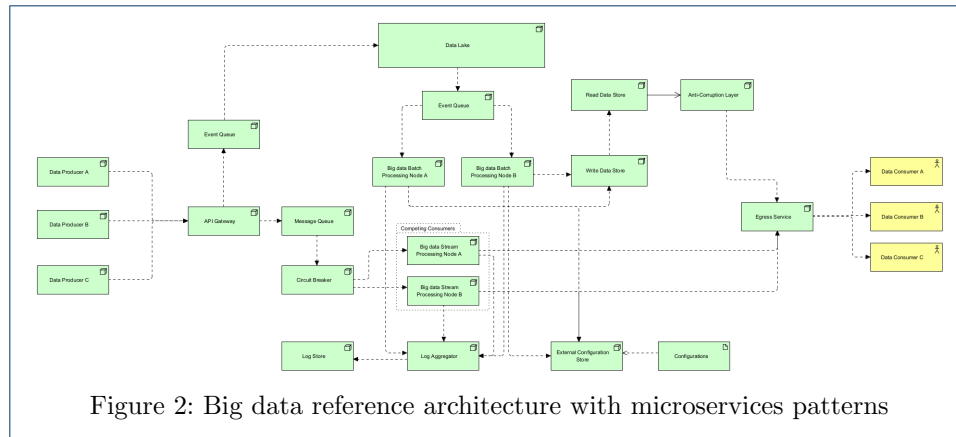 Data Lake
Read Data Store
Anti-Corruption Layer
Event Queue
Event Queue
Big data Batch
Processing Node A
Big data Batch
Processing Node B
Write Data Store
Data Producer A
Data Consumer A
Data Producer B
API Gateway
Message Queue
Egress Service
Data Consumer B
Competing Consumers
Big data Stream
Processing Node A
Data Consumer C
Data Producer C
Circuit Breaker
Big data Stream
Processing Node B
Log Store
Log Aggregator
External Configuration
Store
Configurations
Figure 2: Big data reference architecture with microservices patterns